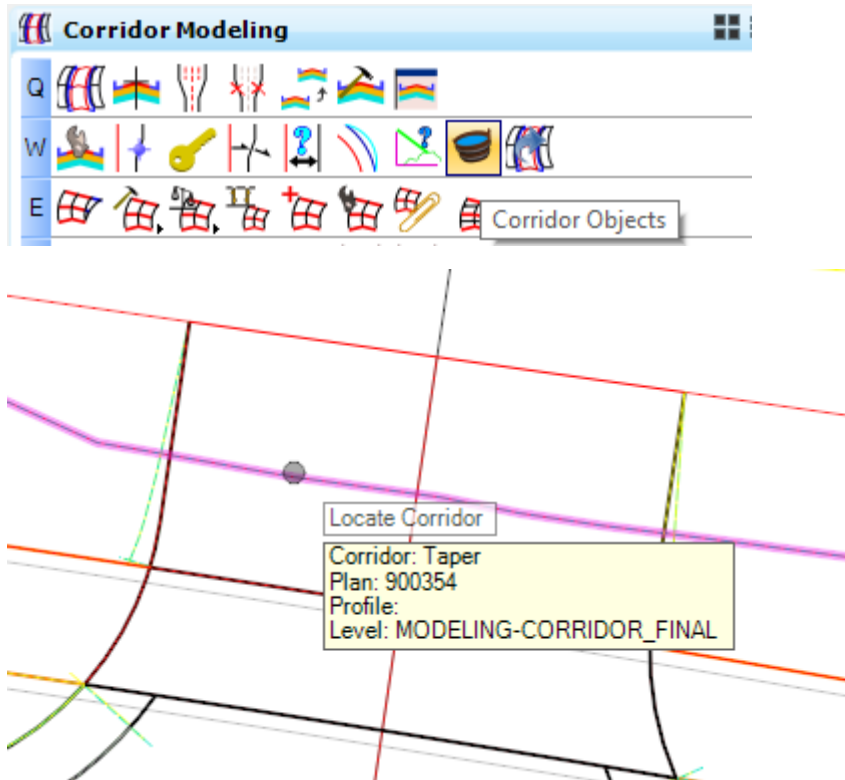 Corridor Modeling
Q
W
E
Corridor Objects
Locate Corridor
Corridor: Taper
Plan: 900354
Profile:
Level: MODELING-CORRIDOR_FINAL